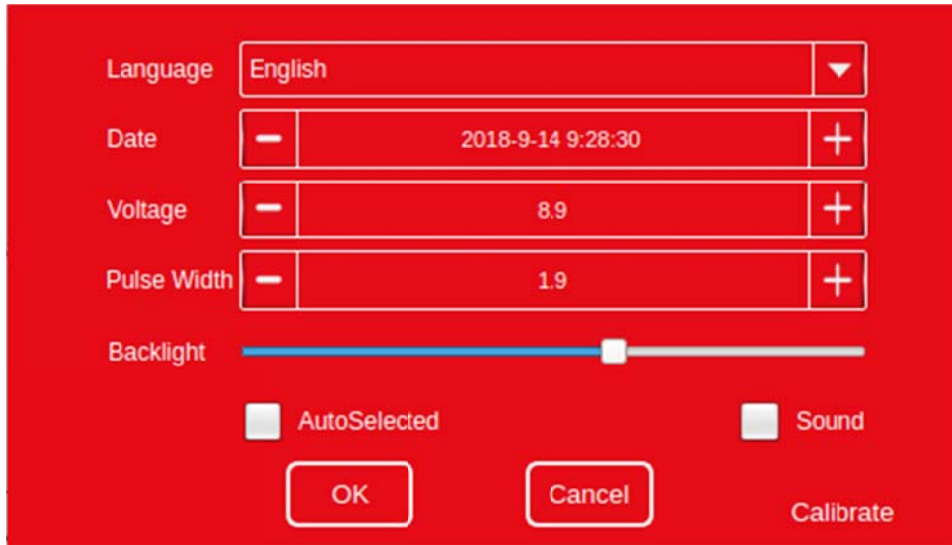 Language English
Date 2018-9-14 9:28:30
Voltage 8.9
Pulse Width 1.9
Backlight
AutoSelected Sound
OK Cancel
Calibrate